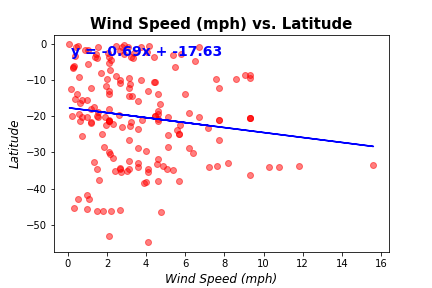 Wind Speed (mph) vs. Latitude
y = -0.69x + -17.63
0
−10
−20
−30
−40
−50
Latitude
0 2 4 6 8 10 12 14 16
Wind Speed (mph)